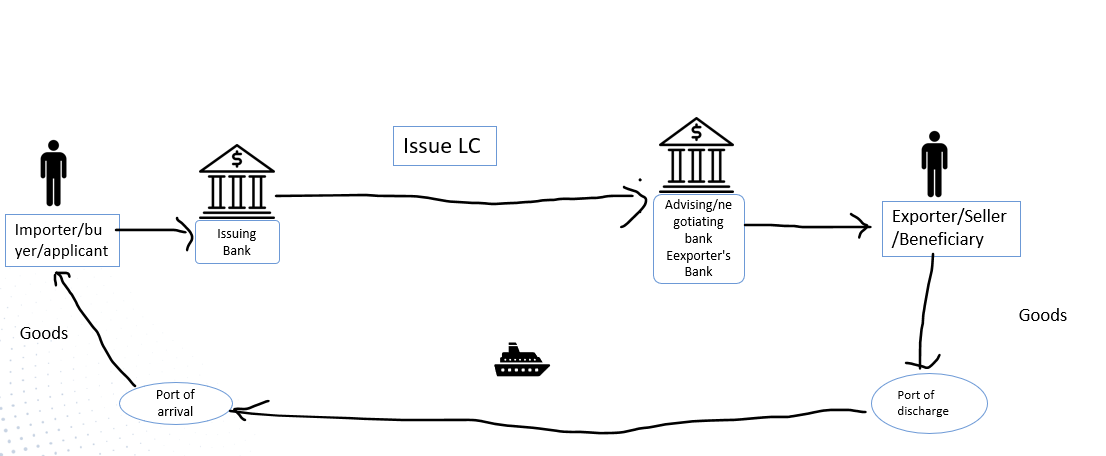 Issue LC
$
$
Importer/bu
yer/applicant
Issuing
Bank
Advising/ne
gotiating
bank
Eexporter's
Bank
Exporter/Seller
/Beneficiary
Goods
Goods
Port of
arrival
Port of
discharge